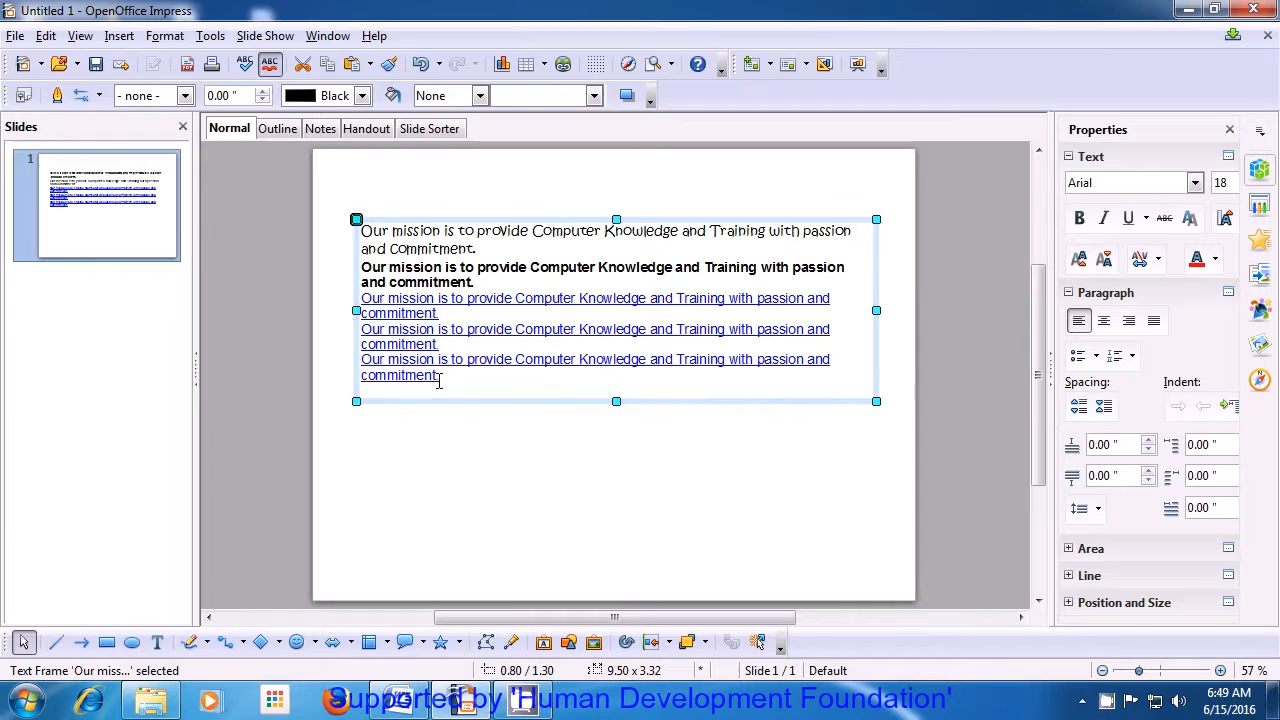 Untitled 1 - OpenOffice Impress
File Edit View Insert Format Tools Slide Show Window Help
ABC ABC
- none - 0.00 " Black None
Slides
Normal Outline Notes Handout Slide Sorter
Properties
1
Text
Arial 18
B I U ABC A A
A A AV A
Paragraph
Spacing: Indent:
0.00 " 0.00 "
0.00 " 0.00 "
0.00 "
Area
Line
Position and Size
Our mission is to provide Computer Knowledge and Training with passion
and commitment.
Our mission is to provide Computer Knowledge and Training with passion
and commitment.
Our mission is to provide Computer Knowledge and Training with passion and
commitment.
Our mission is to provide Computer Knowledge and Training with passion and
commitment.
Our mission is to provide Computer Knowledge and Training with passion and
commitment.
Text Frame 'Our miss...' selected 0.80 / 1.30 9.50 x 3.32 * Slide 1 / 1 Default 57 %
Supported by 'Human Development Foundation'
6:49 AM
6/15/2016